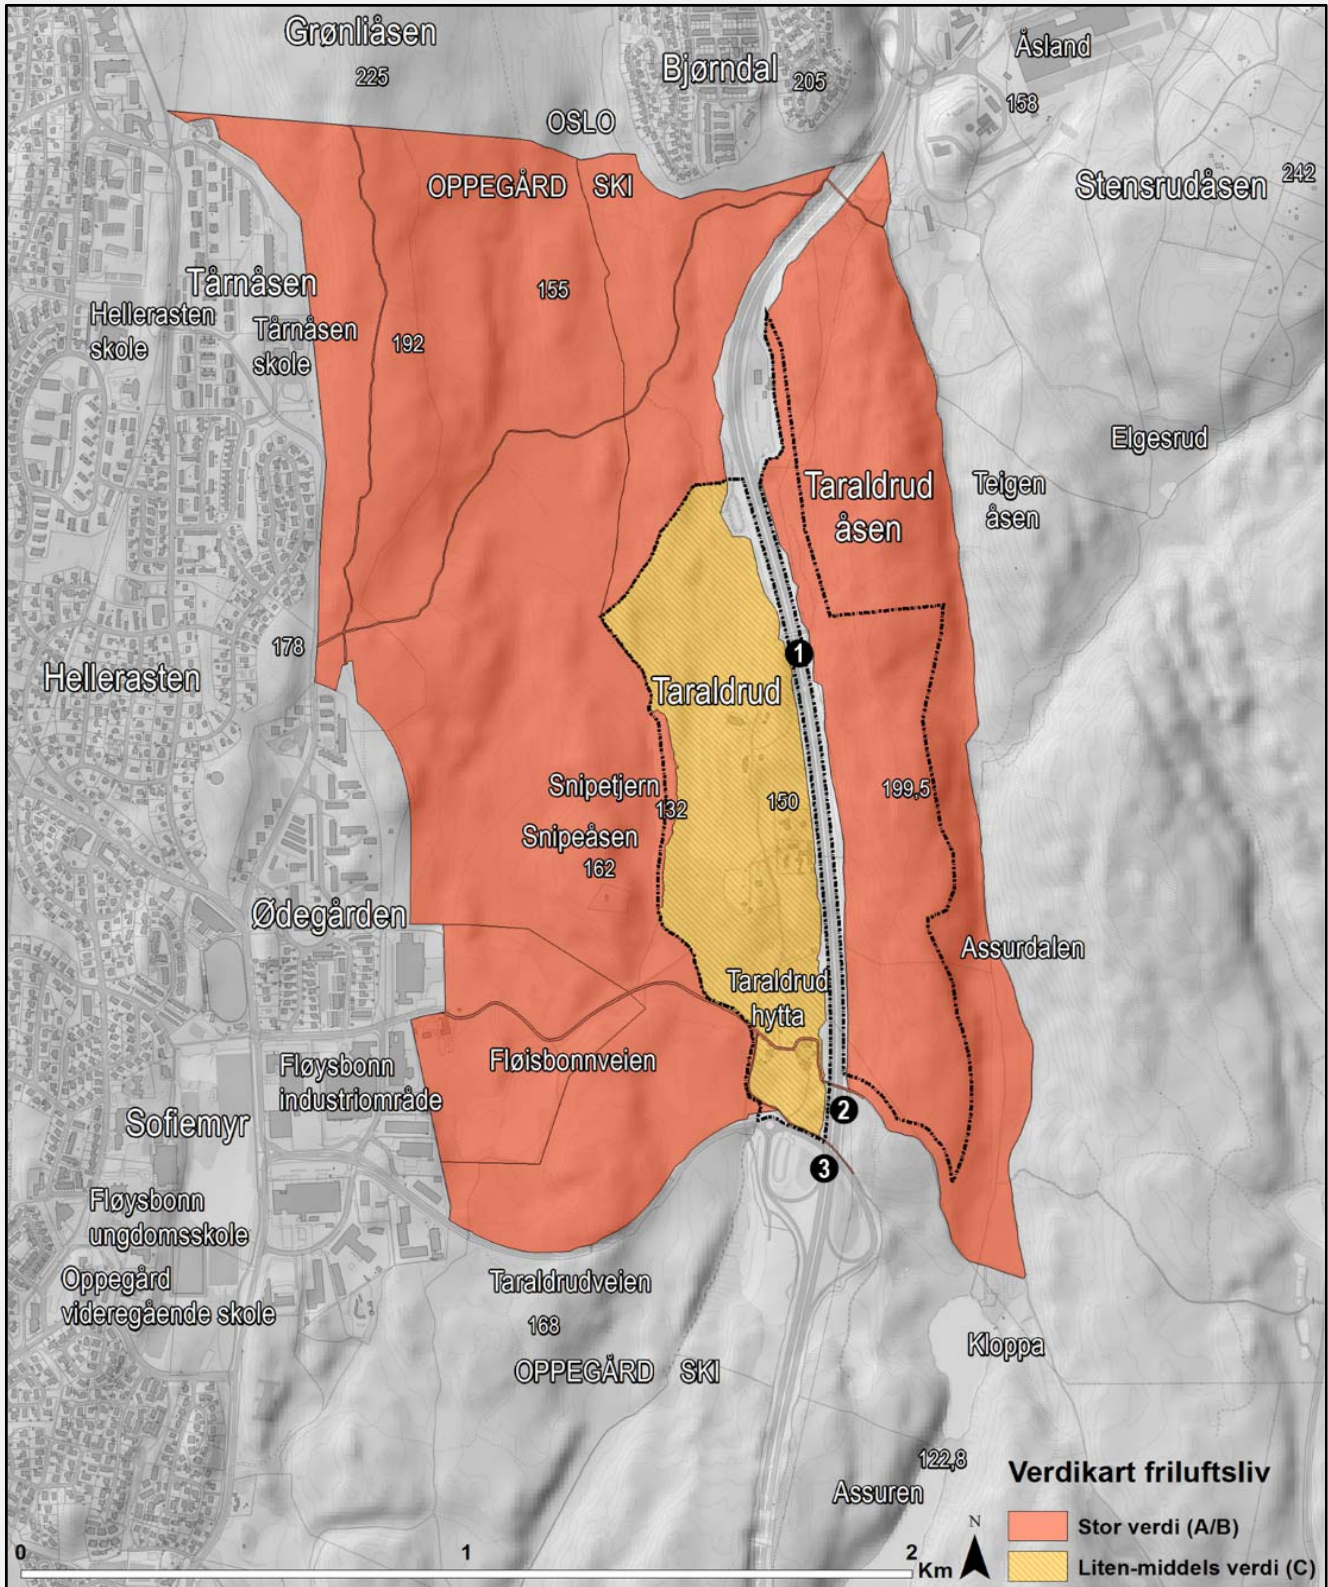 Grønliåsen
225
Bjørndal
205
Åsland
158
OSLO
OPPEGÅRD SKI
Stensrudåsen
242
Tårnåsen
155
Hellerasten
skole
Tårnåsen
skole
192
Elgesrud
Taraldrud
åsen
Teigen
åsen
178
1
Hellerasten
Taraldrud
Snipetjern
132
150
199,5
Snipeåsen
162
Ødegården
Assurdalen
Taraldrud
hytta
Fløysbonn
industriområde
Fløisbonnveien
Sofiemyr
2
3
Fløysbonn
ungdomsskole
Oppegård
videregående skole
Taraldrudveien
168
OPPEGÅRD SKI
Kloppa
122,8
Assuren
Verdikart friluftsliv
Stor verdi (A/B)
Liten-middels verdi (C)
N
0 1 2 Km